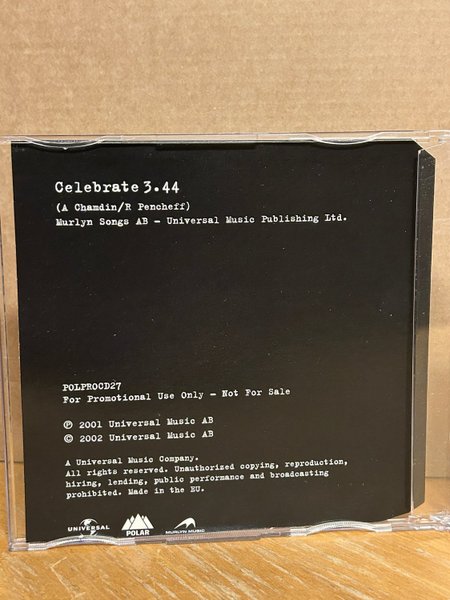 Celebrate 3.44
(A Chamdin/R Pencheff)
Murlyn Songs AB – Universal Music Publishing Ltd.
POLPROCD27
For Promotional Use Only – Not For Sale
℗ 2001 Universal Music AB
© 2002 Universal Music AB
A Universal Music Company.
All rights reserved. Unauthorized copying, reproduction,
hiring, lending, public performance and broadcasting
prohibited. Made in the EU.
UNIVERSAL POLAR MURLYN MUSIC